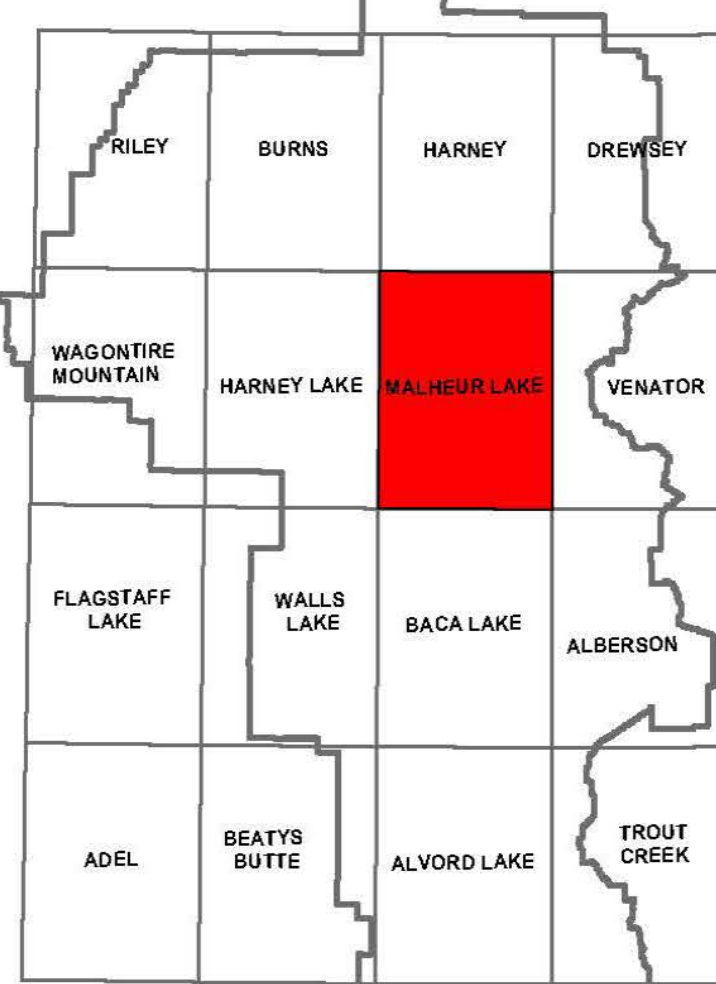 RILEY
BURNS
HARNEY
DREWSEY
WAGONTIRE
MOUNTAIN
HARNEY LAKE
MALHEUR LAKE
VENATOR
FLAGSTAFF
LAKE
WALLS
LAKE
BACA LAKE
ALBERSON
ADEL
BEATYS
BUTTE
ALVORD LAKE
TROUT
CREEK